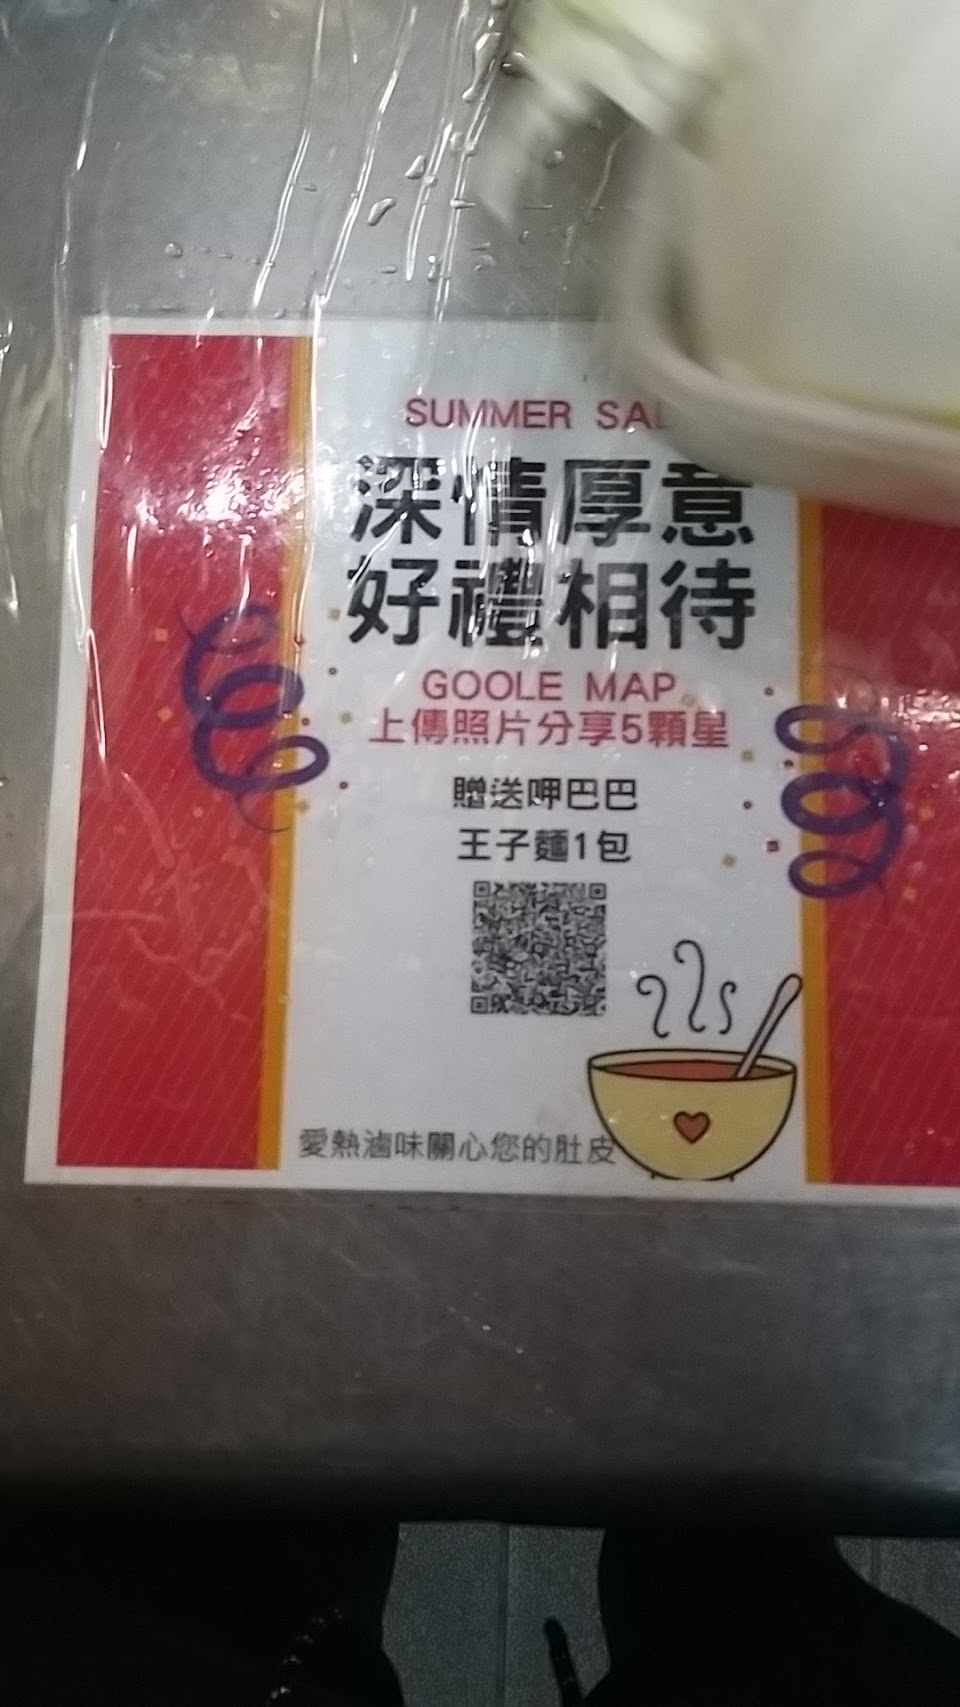 SUMMER SAL
深情厚意
好禮相待
GOOLE MAP
上傳照片分享5顆星
贈送呷巴巴
王子麵1包
愛熱滷味關心您的肚皮